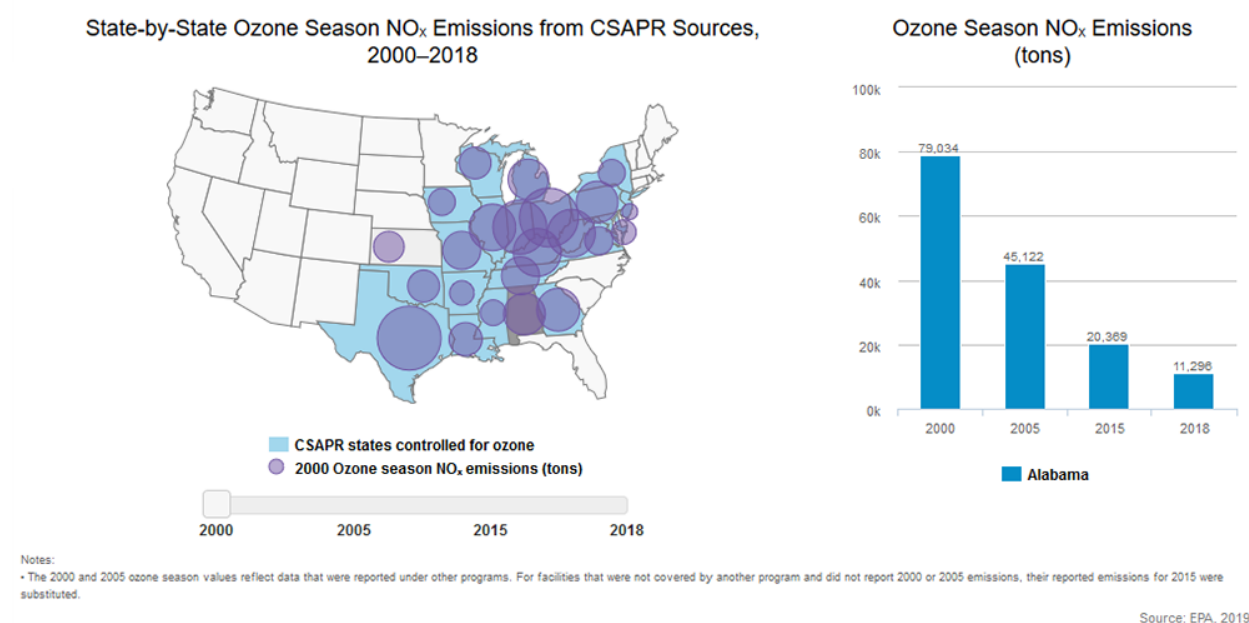 State-by-State Ozone Season NOₓ Emissions from CSAPR Sources,
2000–2018
CSAPR states controlled for ozone
2000 Ozone season NOₓ emissions (tons)
2000 2005 2015 2018
Ozone Season NOₓ Emissions
(tons)
100k
80k
60k
40k
20k
0k
79,034
45,122
20,369
11,296
2000 2005 2015 2018
Alabama
Notes:
• The 2000 and 2005 ozone season values reflect data that were reported under other programs. For facilities that were not covered by another program and did not report 2000 or 2005 emissions, their reported emissions for 2015 were
substituted.
Source: EPA, 2019